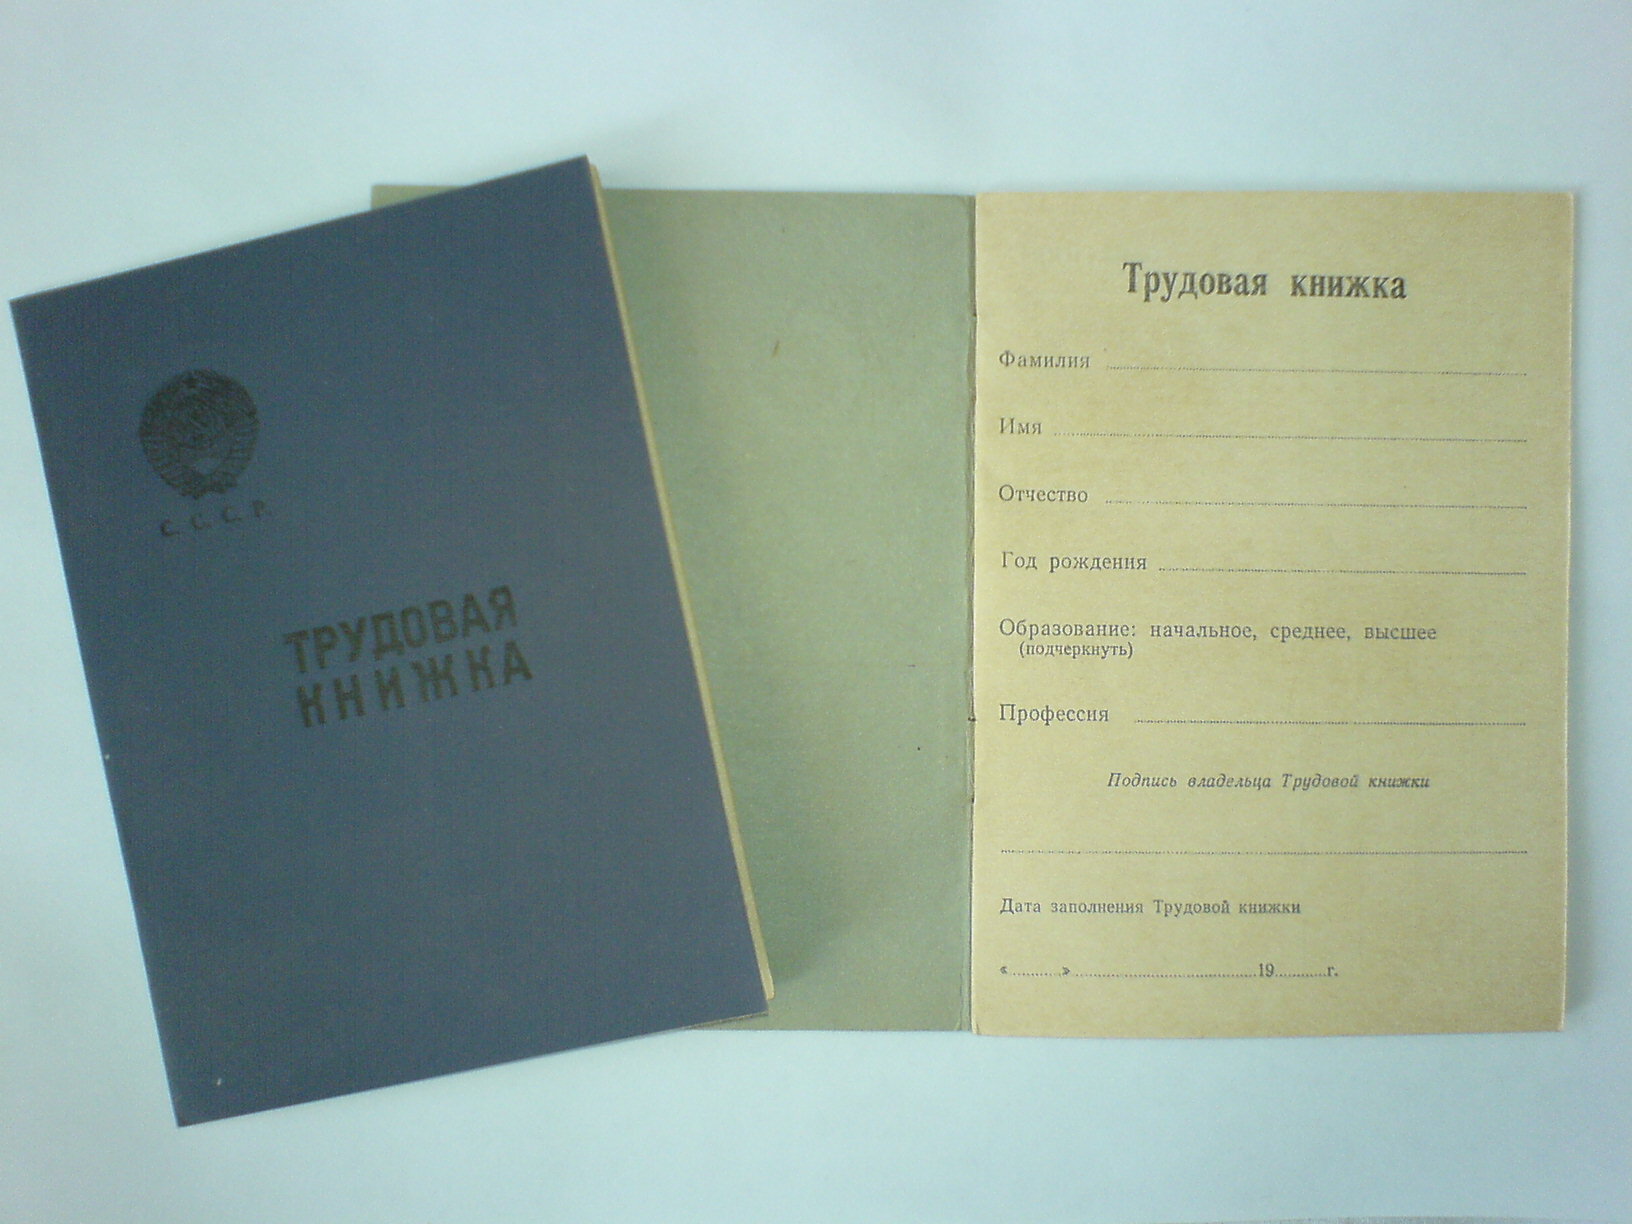 С.С.С.Р.
ТРУДОВАЯ
КНИЖКА
Трудовая книжка
Фамилия
Имя
Отчество
Год рождения
Образование: начальное, среднее, высшее
(подчеркнуть)
Профессия
Подпись владельца Трудовой книжки
Дата заполнения Трудовой книжки
«..........»....................................19..........г.